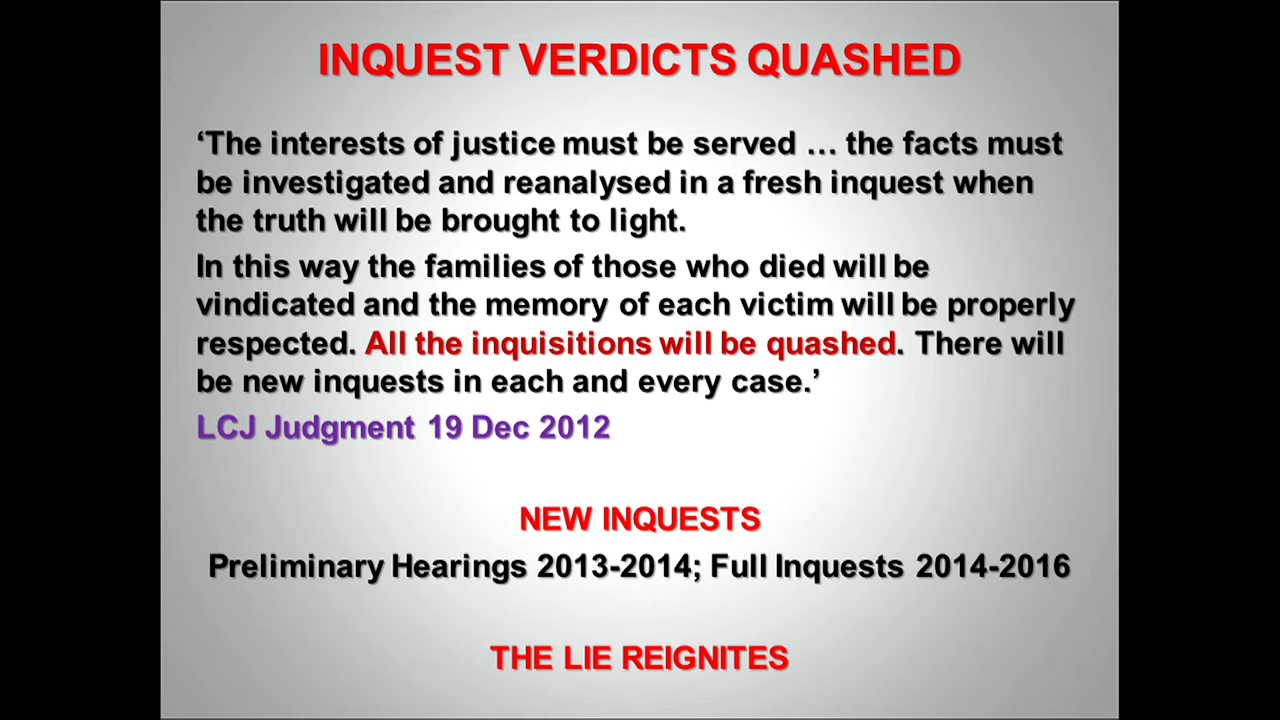 INQUEST VERDICTS QUASHED
‘The interests of justice must be served … the facts must
be investigated and reanalysed in a fresh inquest when
the truth will be brought to light.
In this way the families of those who died will be
vindicated and the memory of each victim will be properly
respected. All the inquisitions will be quashed. There will
be new inquests in each and every case.’
LCJ Judgment 19 Dec 2012
NEW INQUESTS
Preliminary Hearings 2013-2014; Full Inquests 2014-2016
THE LIE REIGNITES